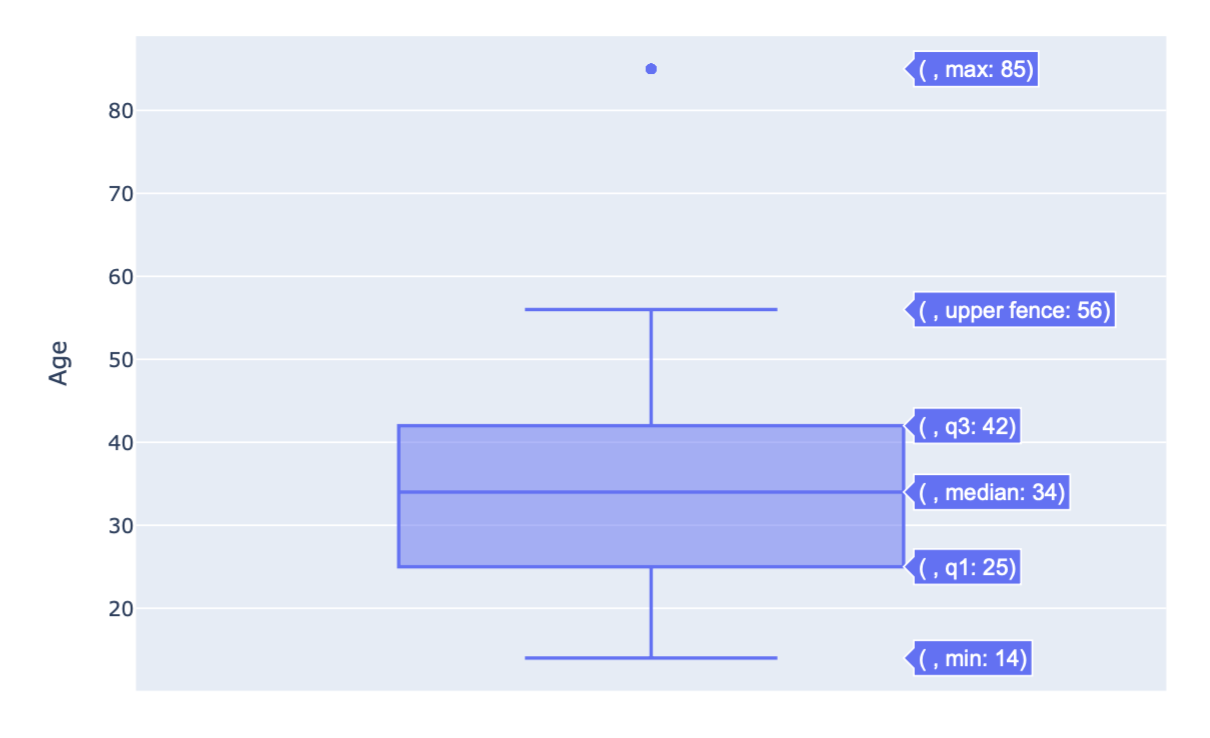 ( , max: 85)
80
70
60
( , upper fence: 56)
50
Age
( , q3: 42)
40
( , median: 34)
30
( , q1: 25)
20
( , min: 14)